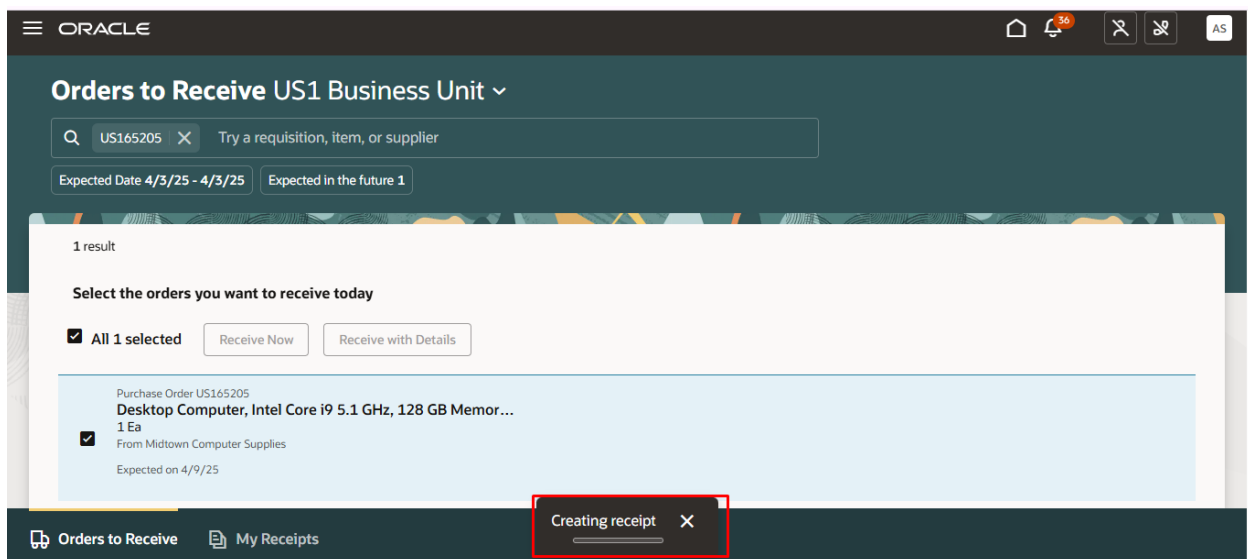 ORACLE
36
AS
Orders to Receive US1 Business Unit
US165205 Try a requisition, item, or supplier
Expected Date 4/3/25 - 4/3/25 Expected in the future 1
1 result
Select the orders you want to receive today
All 1 selected Receive Now Receive with Details
Purchase Order US165205
Desktop Computer, Intel Core i9 5.1 GHz, 128 GB Memor...
1 Ea
From Midtown Computer Supplies
Expected on 4/9/25
Creating receipt
Orders to Receive My Receipts